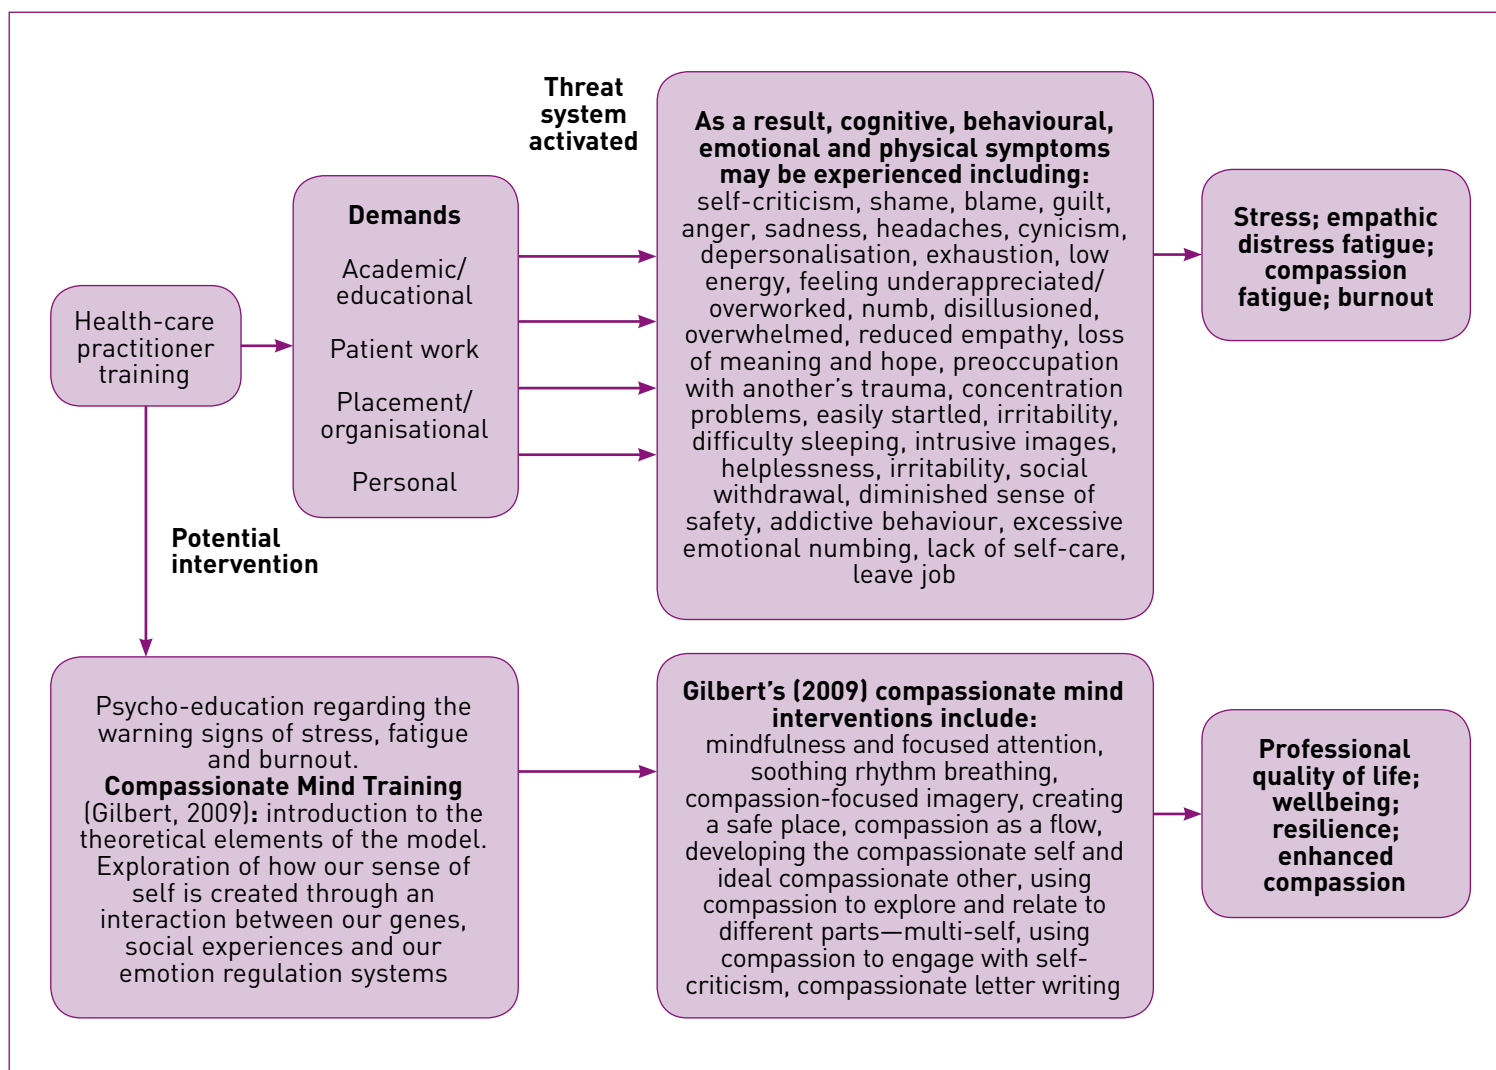 Health-care
practitioner
training
Demands
Academic/
educational
Patient work
Placement/
organisational
Personal
Threat
system
activated
As a result, cognitive, behavioural,
emotional and physical symptoms
may be experienced including:
self-criticism, shame, blame, guilt,
anger, sadness, headaches, cynicism,
depersonalisation, exhaustion, low
energy, feeling underappreciated/
overworked, numb, disillusioned,
overwhelmed, reduced empathy, loss
of meaning and hope, preoccupation
with another’s trauma, concentration
problems, easily startled, irritability,
difficulty sleeping, intrusive images,
helplessness, irritability, social
withdrawal, diminished sense of
safety, addictive behaviour, excessive
emotional numbing, lack of self-care,
leave job
Stress; empathic
distress fatigue;
compassion
fatigue; burnout
Potential
intervention
Psycho-education regarding the
warning signs of stress, fatigue
and burnout.
Compassionate Mind Training
(Gilbert, 2009): introduction to the
theoretical elements of the model.
Exploration of how our sense of
self is created through an
interaction between our genes,
social experiences and our
emotion regulation systems
Gilbert’s (2009) compassionate mind
interventions include:
mindfulness and focused attention,
soothing rhythm breathing,
compassion-focused imagery, creating
a safe place, compassion as a flow,
developing the compassionate self and
ideal compassionate other, using
compassion to explore and relate to
different parts—multi-self, using
compassion to engage with self-
criticism, compassionate letter writing
Professional
quality of life;
wellbeing;
resilience;
enhanced
compassion